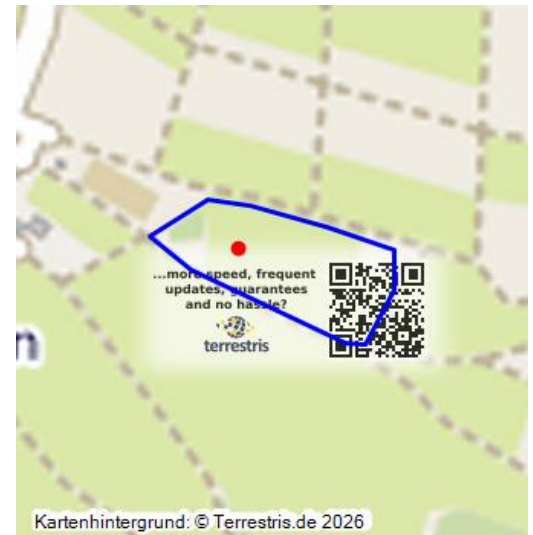 ...more speed, frequent
updates, guarantees
and no hassle?
terrestris
n
Kartenhintergrund: © Terrestris.de 2026